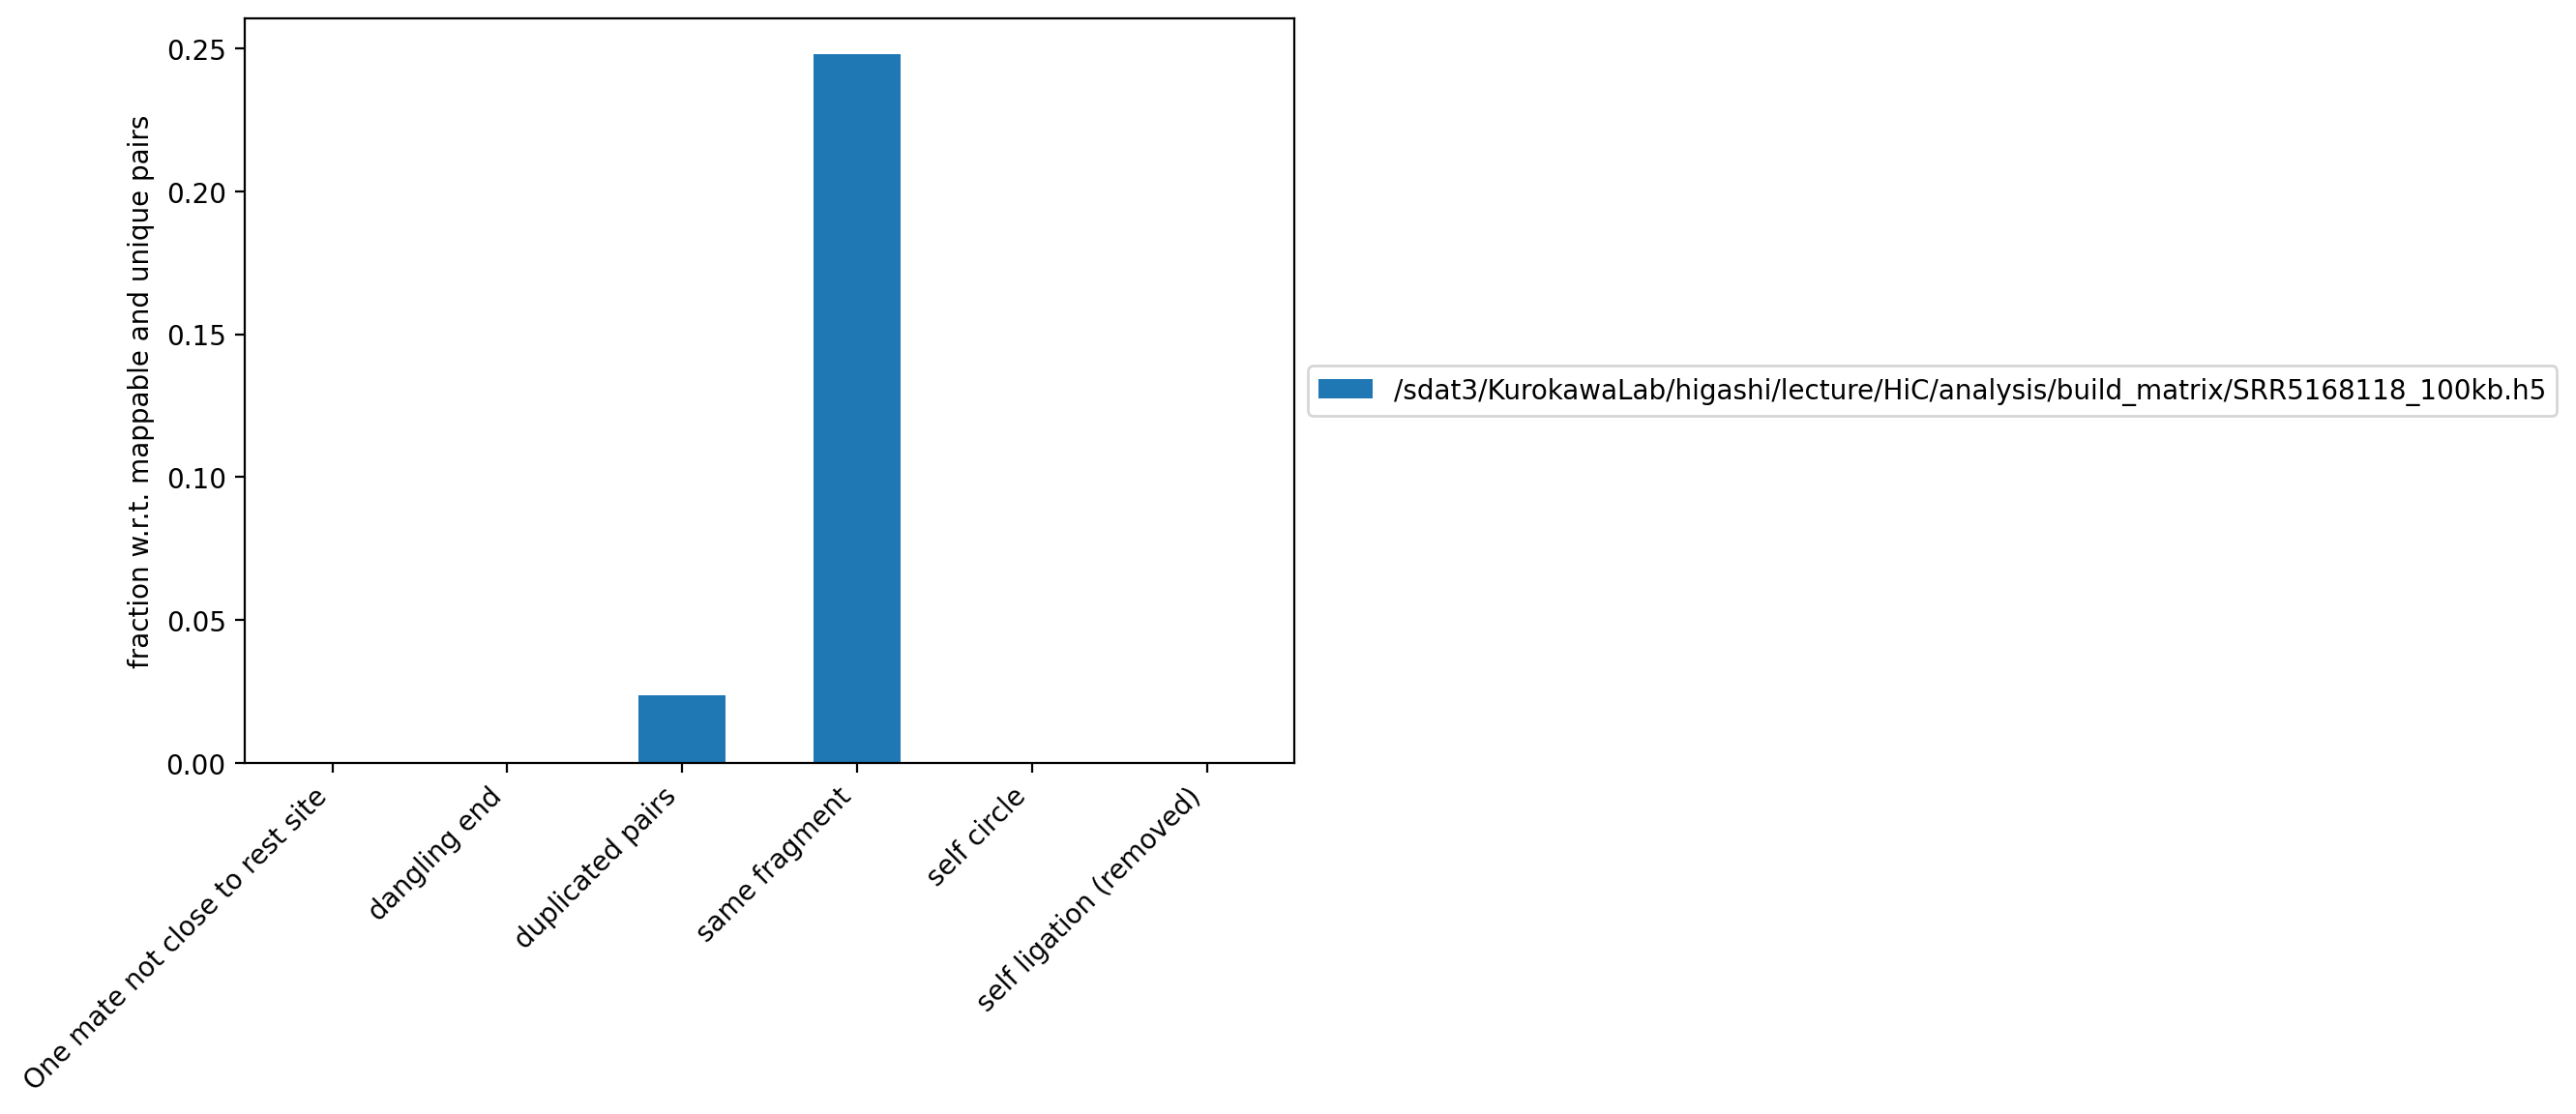 fraction w.r.t. mappable and unique pairs
0.25
0.20
0.15
0.10
0.05
0.00
One mate not close to rest site
dangling end
duplicated pairs
same fragment
self circle
self ligation (removed)
/sdat3/KurokawaLab/higashi/lecture/HiC/analysis/build_matrix/SRR5168118_100kb.h5